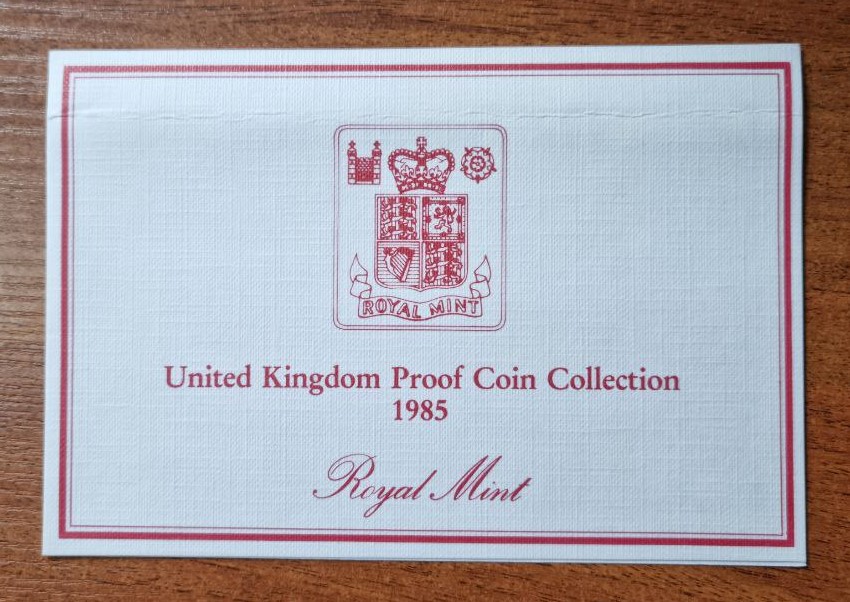 ROYAL MINT
United Kingdom Proof Coin Collection
1985
Royal Mint